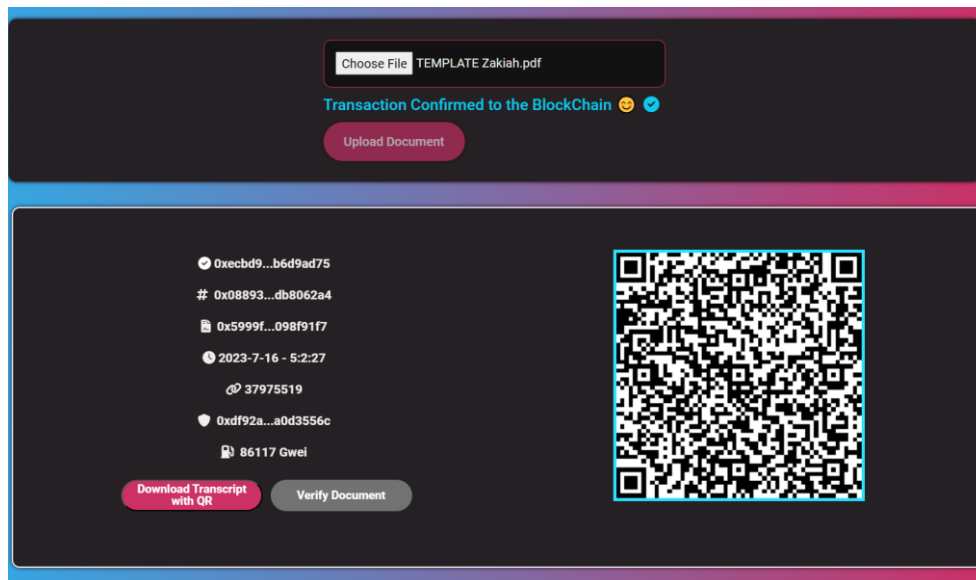 Choose File TEMPLATE Zakiah.pdf
Transaction Confirmed to the BlockChain 😊
Upload Document
0xecbd9...b6d9ad75
# 0x08893...db8062a4
0x5999f...098f91f7
2023-7-16 - 5:2:27
37975519
0xdf92a...a0d3556c
86117 Gwei
Download Transcript
with QR
Verify Document